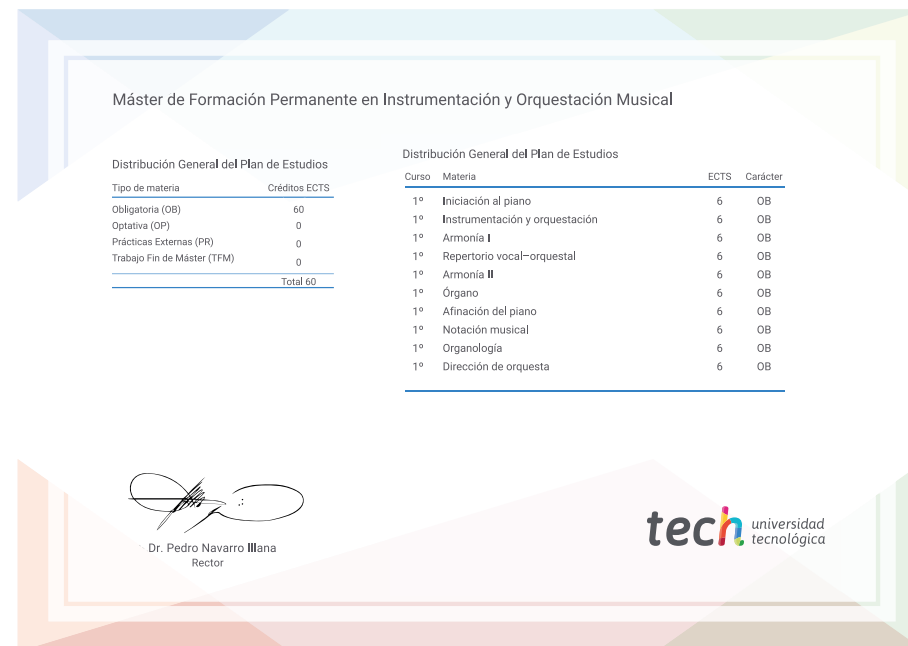 Máster de Formación Permanente en Instrumentación y Orquestación Musical
Distribución General del Plan de Estudios
Tipo de materia Créditos ECTS
Obligatoria (OB) 60
Optativa (OP) 0
Prácticas Externas (PR) 0
Trabajo Fin de Máster (TFM) 0
Total 60
Distribución General del Plan de Estudios
Curso Materia ECTS Carácter
1º Iniciación al piano 6 OB
1º Instrumentación y orquestación 6 OB
1º Armonía I 6 OB
1º Repertorio vocal–orquestal 6 OB
1º Armonía II 6 OB
1º Órgano 6 OB
1º Afinación del piano 6 OB
1º Notación musical 6 OB
1º Organología 6 OB
1º Dirección de orquesta 6 OB
Dr. Pedro Navarro Illana
Rector
tech universidad
tecnológica